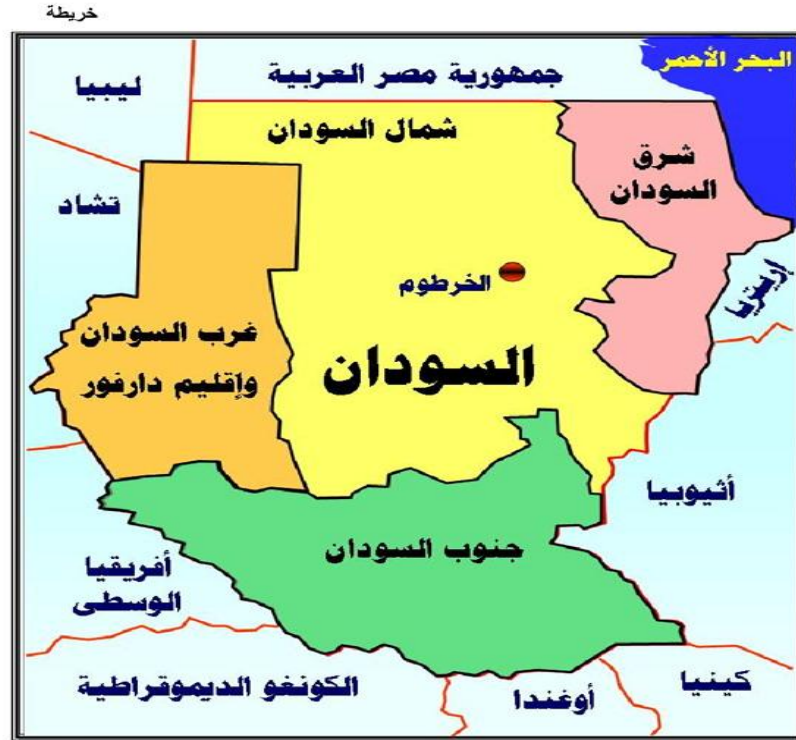 خريطة
البحر الأحمر
جمهورية مصر العربية
ليبيا
شمال السودان
شرق
السودان
تشاد
إريتريا
الخرطوم
غرب السودان
وإقليم دارفور
السودان
أثيوبيا
جنوب السودان
أفريقيا
الوسطى
الكونغو الديموقراطية
أوغندا
كينيا